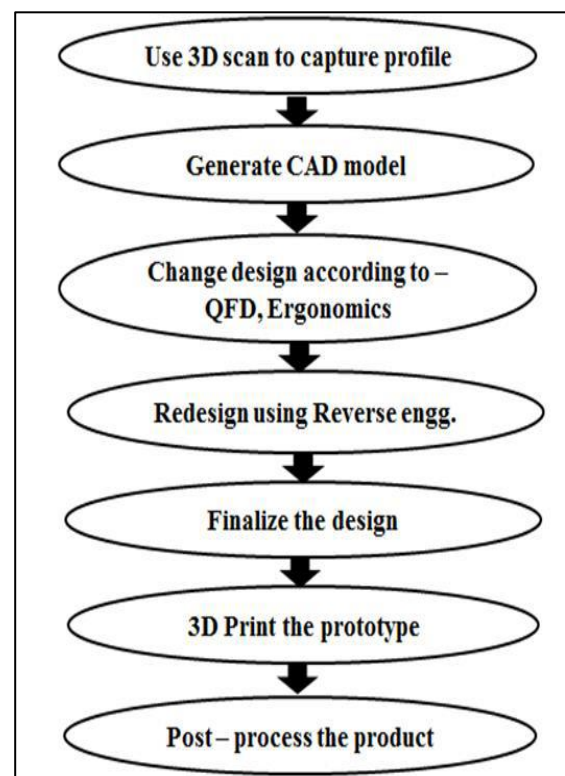 Use 3D scan to capture profile
Generate CAD model
Change design according to –
QFD, Ergonomics
Redesign using Reverse engg.
Finalize the design
3D Print the prototype
Post – process the product